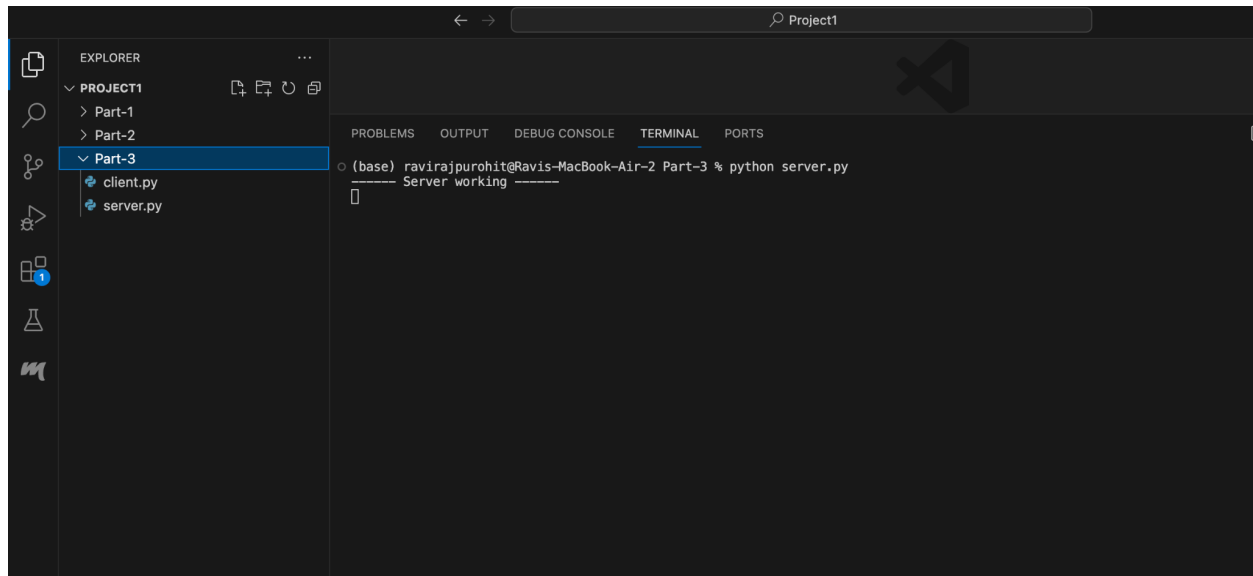 Project1
EXPLORER
PROJECT1
Part-1
Part-2
Part-3
client.py
server.py
1
PROBLEMS OUTPUT DEBUG CONSOLE TERMINAL PORTS
(base) ravirajpurohit@Ravis-MacBook-Air-2 Part-3 % python server.py
------ Server working ------